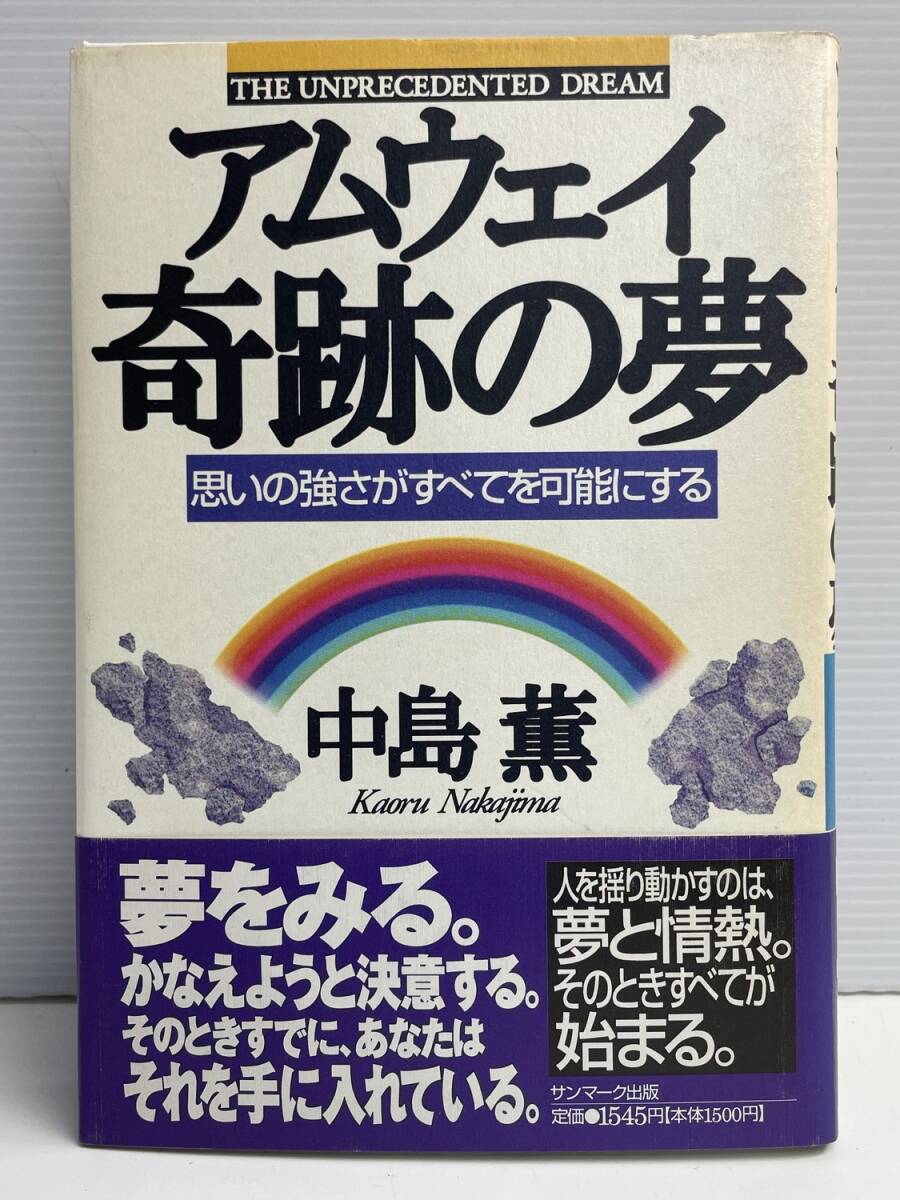 THE UNPRECEDENTED DREAM
アムウェイ
奇跡の夢
思いの強さがすべてを可能にする
中島 薫
Kaoru Nakajima
夢をみる。
かなえようと決意する。
そのときすでに、あなたは
それを手に入れている。
人を揺り動かすのは、
夢と情熱。
そのときすべてが
始まる。
サンマーク出版
定価●1545円【本体1500円】